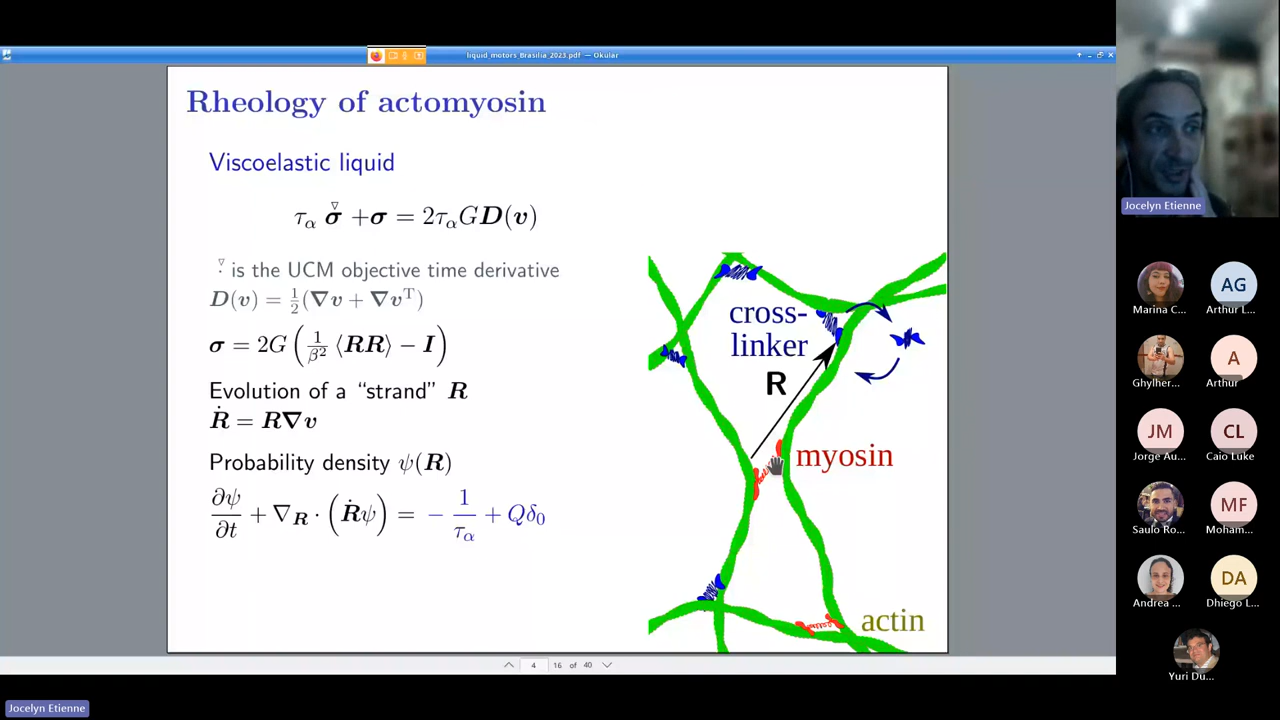 liquid_motors_Brasilia_2023.pdf — Okular
Rheology of actomyosin
Viscoelastic liquid
τ_α σ̌ + σ = 2τ_α G D(v)
∇̇ is the UCM objective time derivative
D(v) = ½(∇v + ∇vᵀ)
σ = 2G ( 1/β² ⟨RR⟩ − I )
Evolution of a “strand” R
Ṙ = R∇v
Probability density ψ(R)
∂ψ/∂t + ∇_R · (Ṙψ) = − 1/τ_α + Qδ₀
cross-
linker
R
myosin
actin
4 16 of 40
Jocelyn Etienne
Marina C...
AG
Arthur L...
Ghylher...
A
Arthur
JM
Jorge Au...
CL
Caio Luke
Saulo Ro...
MF
Moham...
Andrea ...
DA
Dhiego L...
Yuri Du...
Jocelyn Etienne